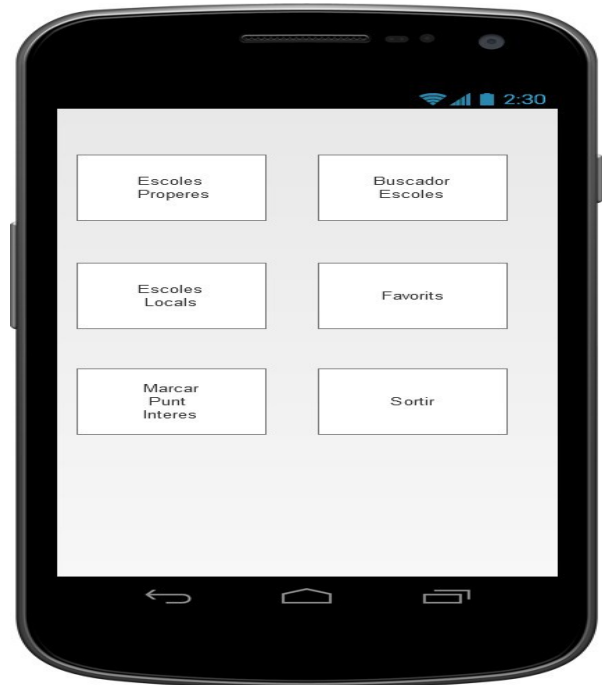 2:30
Escoles
Properes
Buscador
Escoles
Escoles
Locals
Favorits
Marcar
Punt
Interes
Sortir